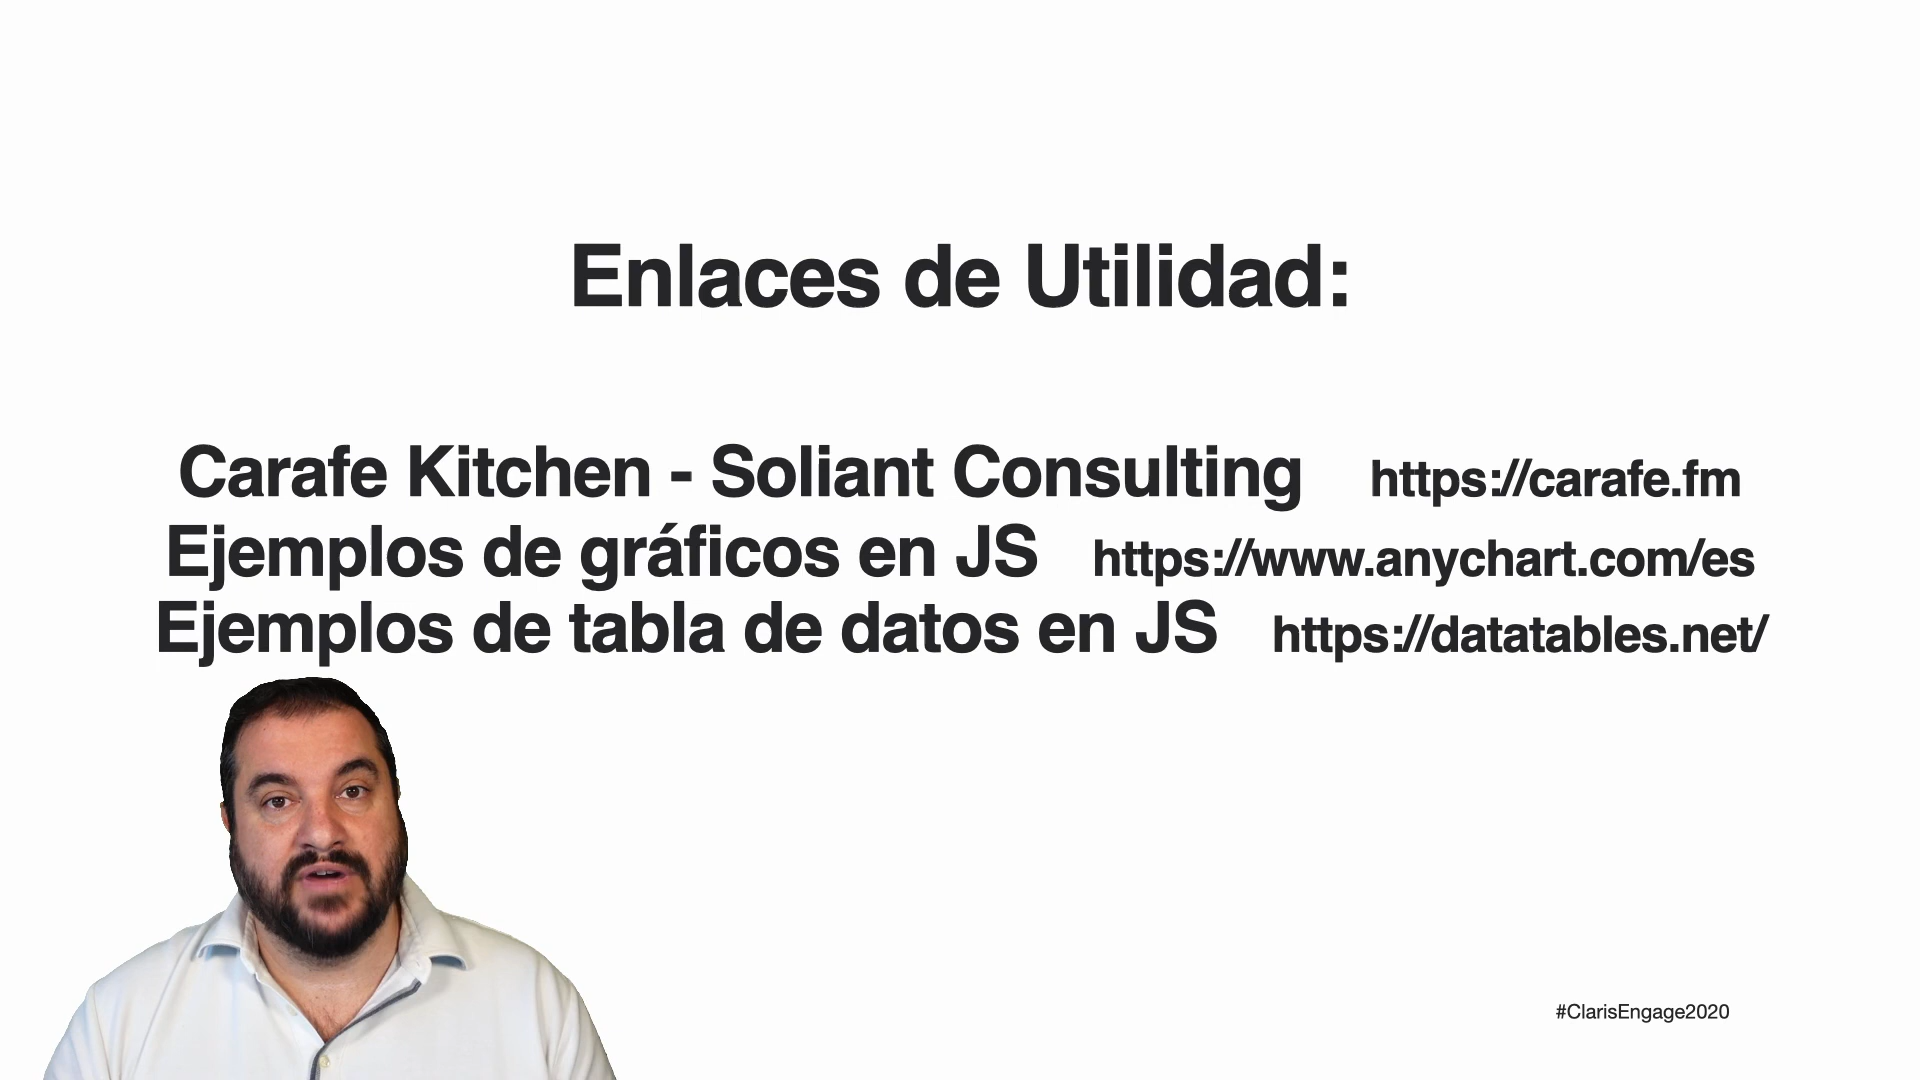 Enlaces de Utilidad:
Carafe Kitchen - Soliant Consulting https://carafe.fm
Ejemplos de gráficos en JS https://www.anychart.com/es
Ejemplos de tabla de datos en JS https://datatables.net/
#ClarisEngage2020